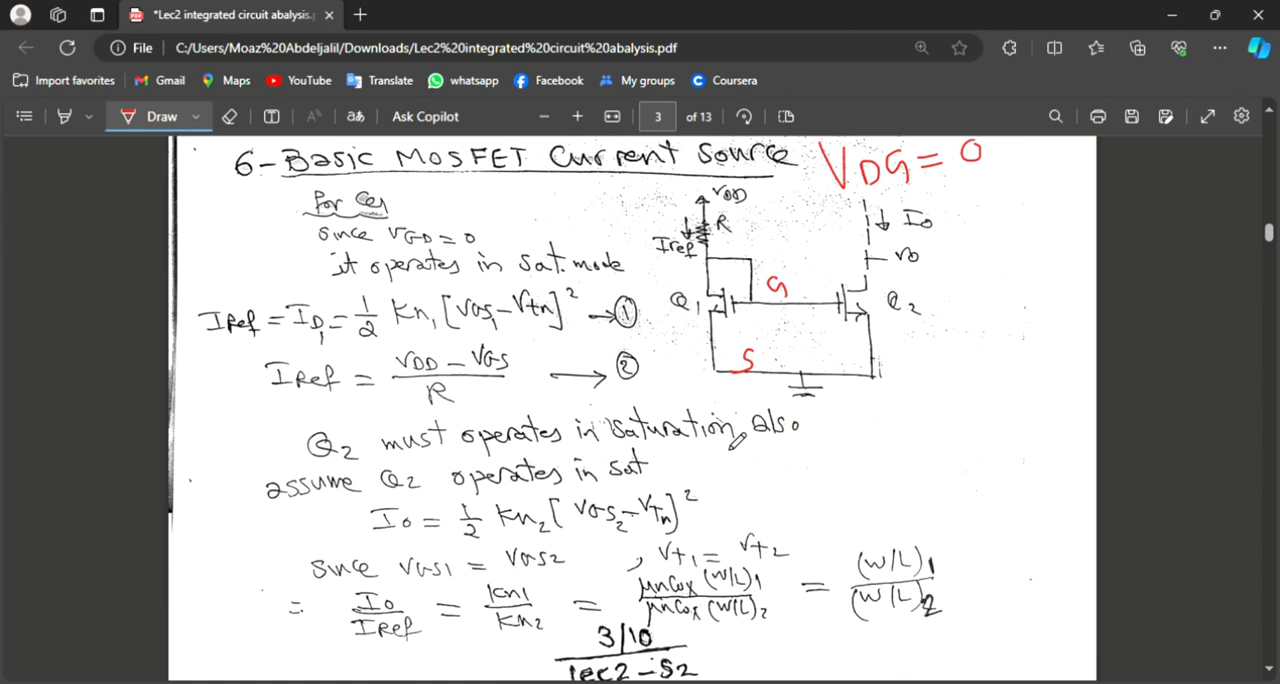 *Lec2 integrated circuit abalysis.
File C:/Users/Moaz%20Abdeljalil/Downloads/Lec2%20integrated%20circuit%20abalysis.pdf
Import favorites Gmail Maps YouTube Translate whatsapp Facebook My groups Coursera
Draw aあ Ask Copilot 3 of 13
6-Basic MOSFET Current Source VDG = 0
for Q1
since VGD = 0
it operates in sat. mode
VDD
R
Iref
Io
vo
G
Q1
Q2
S
IRef = ID1 = 1/2 Kn1 [VGS1 - Vtn]² → ①
IRef = (VDD - VGS) / R → ②
Q2 must operates in saturation, also
assume Q2 operates in sat
Io = 1/2 Kn2 [VGS2 - VTn]²
since VGS1 = VGS2 , Vt1 = Vt2
= Io / IRef = Kn1 / Kn2 = μnCox (W/L)1 / μnCox (W/L)2 = (W/L)1 / (W/L)2
3/10
Lec2 - S2